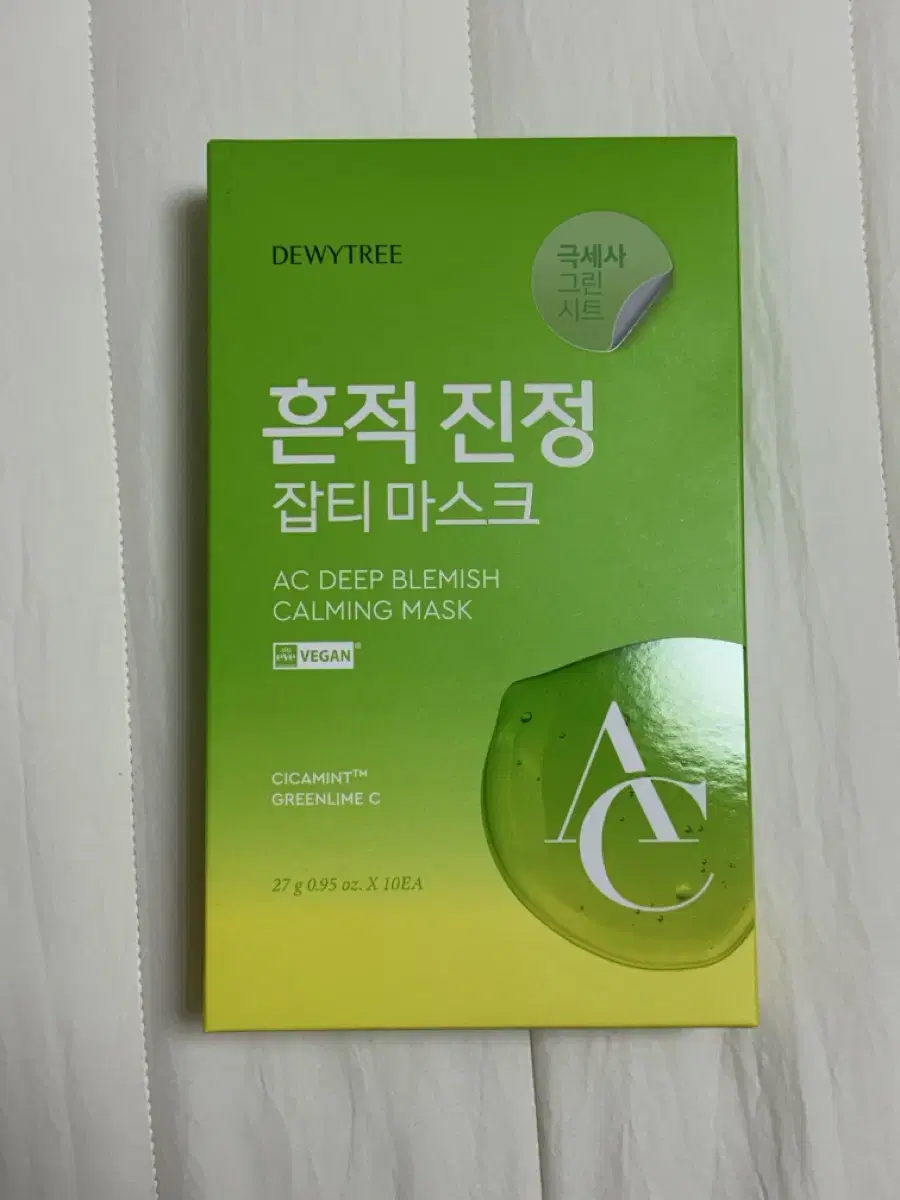 DEWYTREE
극세사
그린
시트
흔적 진정
잡티 마스크
AC DEEP BLEMISH
CALMING MASK
VEGAN
CICAMINT™
GREENLIME C
27 g 0.95 oz. X 10EA
AC